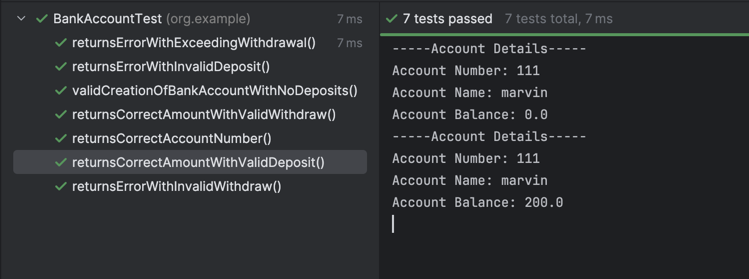 BankAccountTest (org.example) 7 ms
returnsErrorWithExceedingWithdrawal() 7 ms
returnsErrorWithInvalidDeposit()
validCreationOfBankAccountWithNoDeposits()
returnsCorrectAmountWithValidWithdraw()
returnsCorrectAccountNumber()
returnsCorrectAmountWithValidDeposit()
returnsErrorWithInvalidWithdraw()
7 tests passed 7 tests total, 7 ms
-----Account Details-----
Account Number: 111
Account Name: marvin
Account Balance: 0.0
-----Account Details-----
Account Number: 111
Account Name: marvin
Account Balance: 200.0